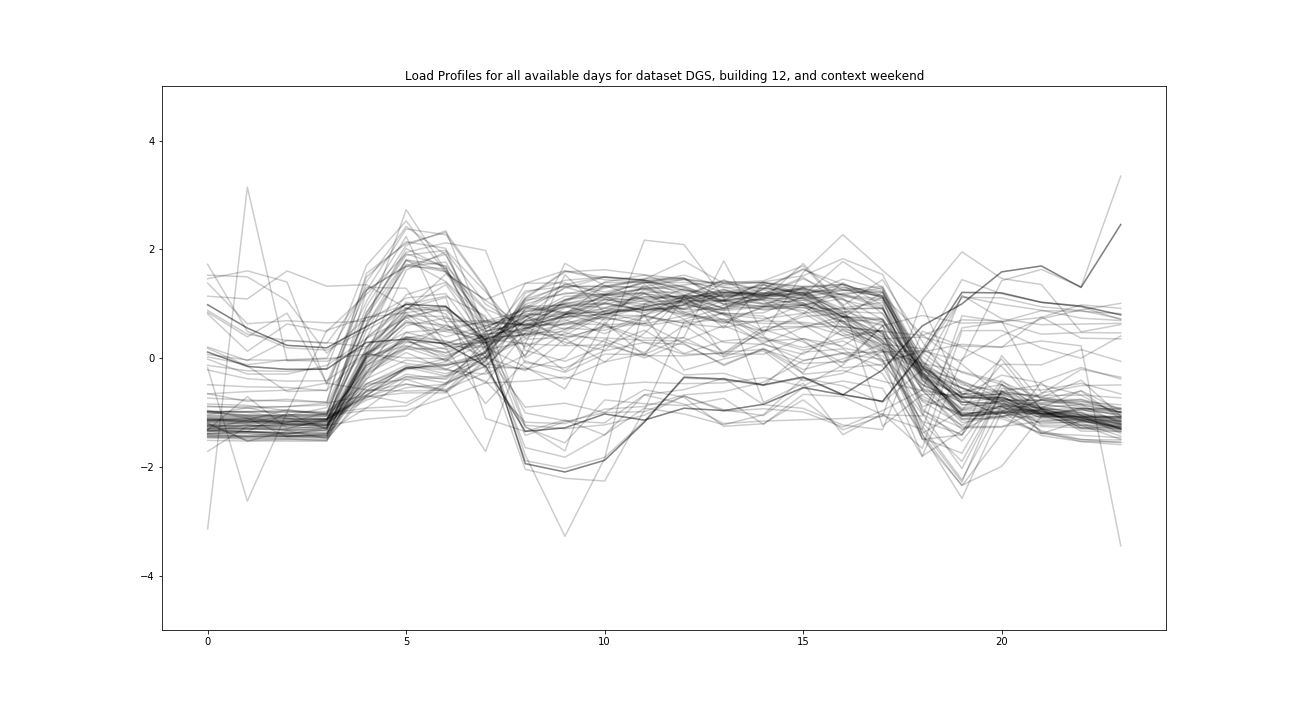 Load Profiles for all available days for dataset DGS, building 12, and context weekend
4
2
0
−2
−4
0 5 10 15 20